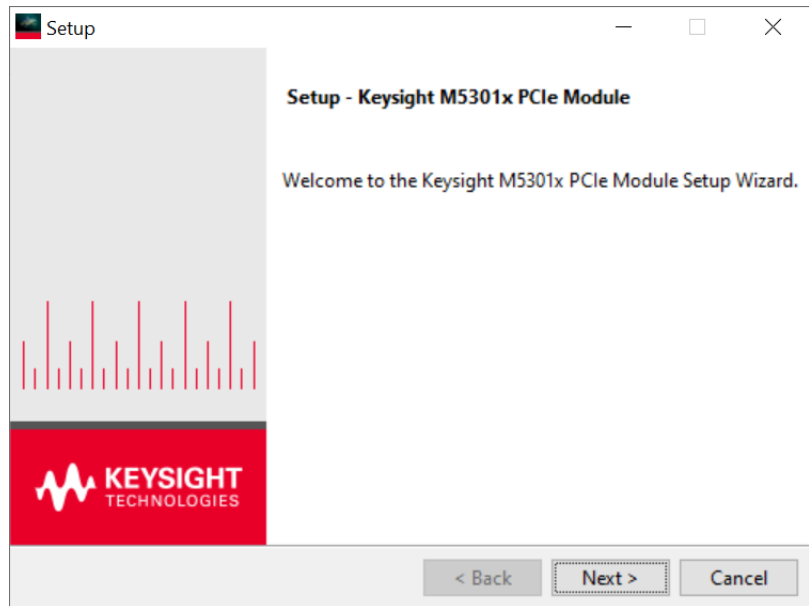 Setup
Setup - Keysight M5301x PCIe Module
Welcome to the Keysight M5301x PCIe Module Setup Wizard.
KEYSIGHT
TECHNOLOGIES
< Back
Next >
Cancel